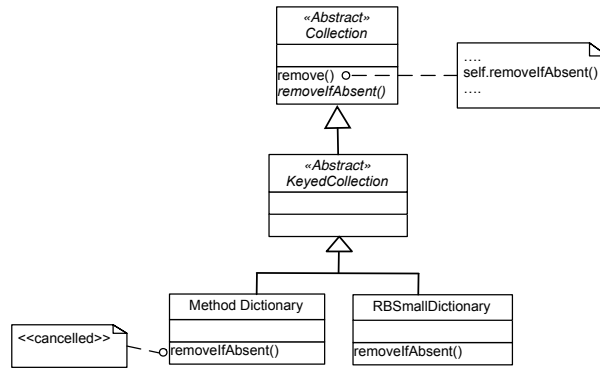 «Abstract»
Collection
remove()
removeIfAbsent()
....
self.removeIfAbsent()
....
«Abstract»
KeyedCollection
Method Dictionary
removeIfAbsent()
RBSmallDictionary
removeIfAbsent()
<<cancelled>>